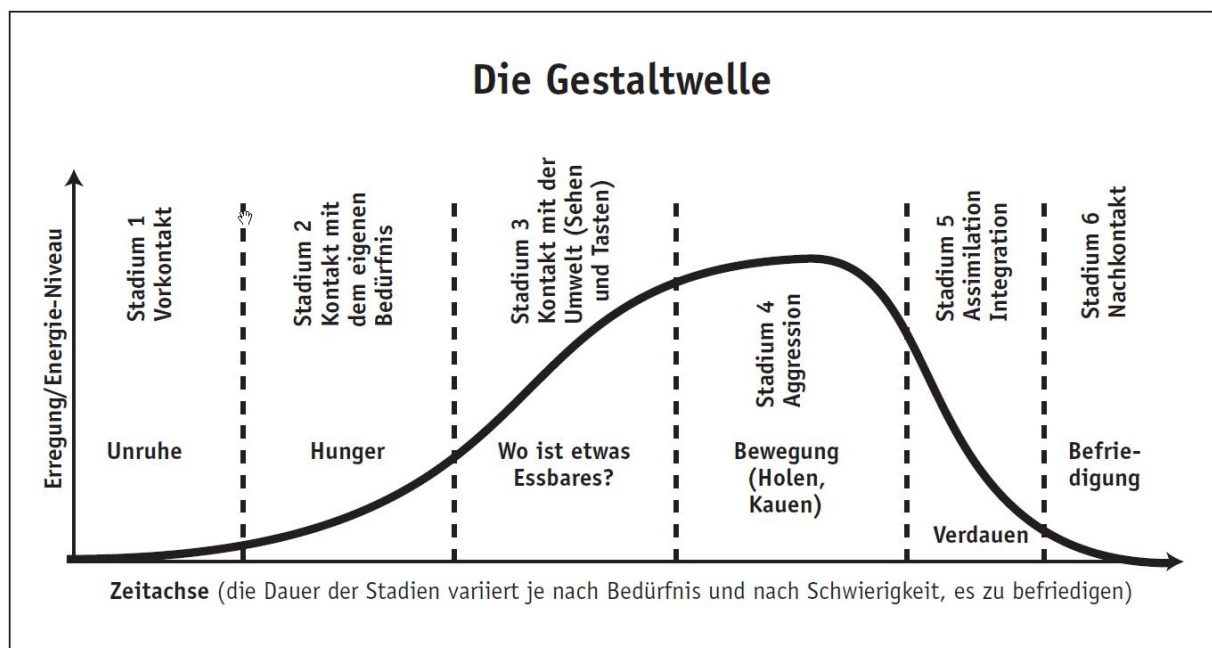 Die Gestaltwelle
Erregung/Energie-Niveau
Stadium 1
Vorkontakt
Stadium 2
Kontakt mit
dem eigenen
Bedürfnis
Stadium 3
Kontakt mit der
Umwelt (Sehen
und Tasten)
Stadium 4
Aggression
Stadium 5
Assimilation
Integration
Stadium 6
Nachkontakt
Unruhe
Hunger
Wo ist etwas
Essbares?
Bewegung
(Holen,
Kauen)
Verdauen
Befrie-
digung
Zeitachse (die Dauer der Stadien variiert je nach Bedürfnis und nach Schwierigkeit, es zu befriedigen)